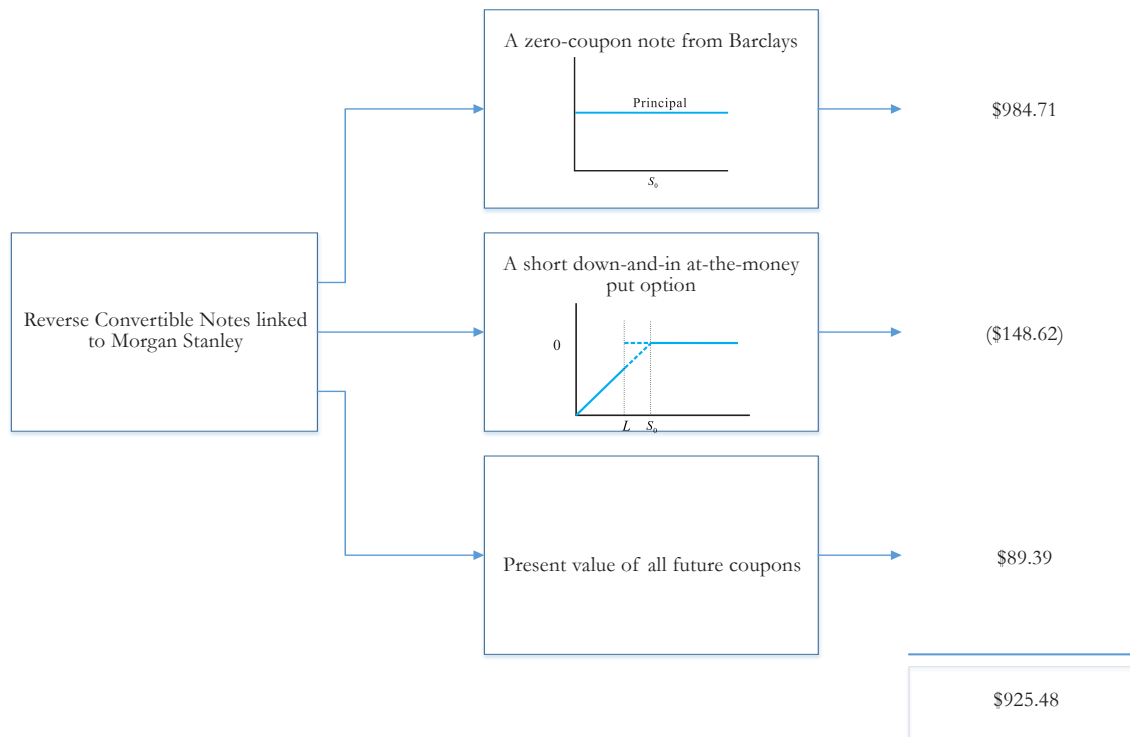 A zero-coupon note from Barclays
Principal
S₀
$984.71
Reverse Convertible Notes linked
to Morgan Stanley
A short down-and-in at-the-money
put option
0
L S₀
($148.62)
Present value of all future coupons
$89.39
$925.48